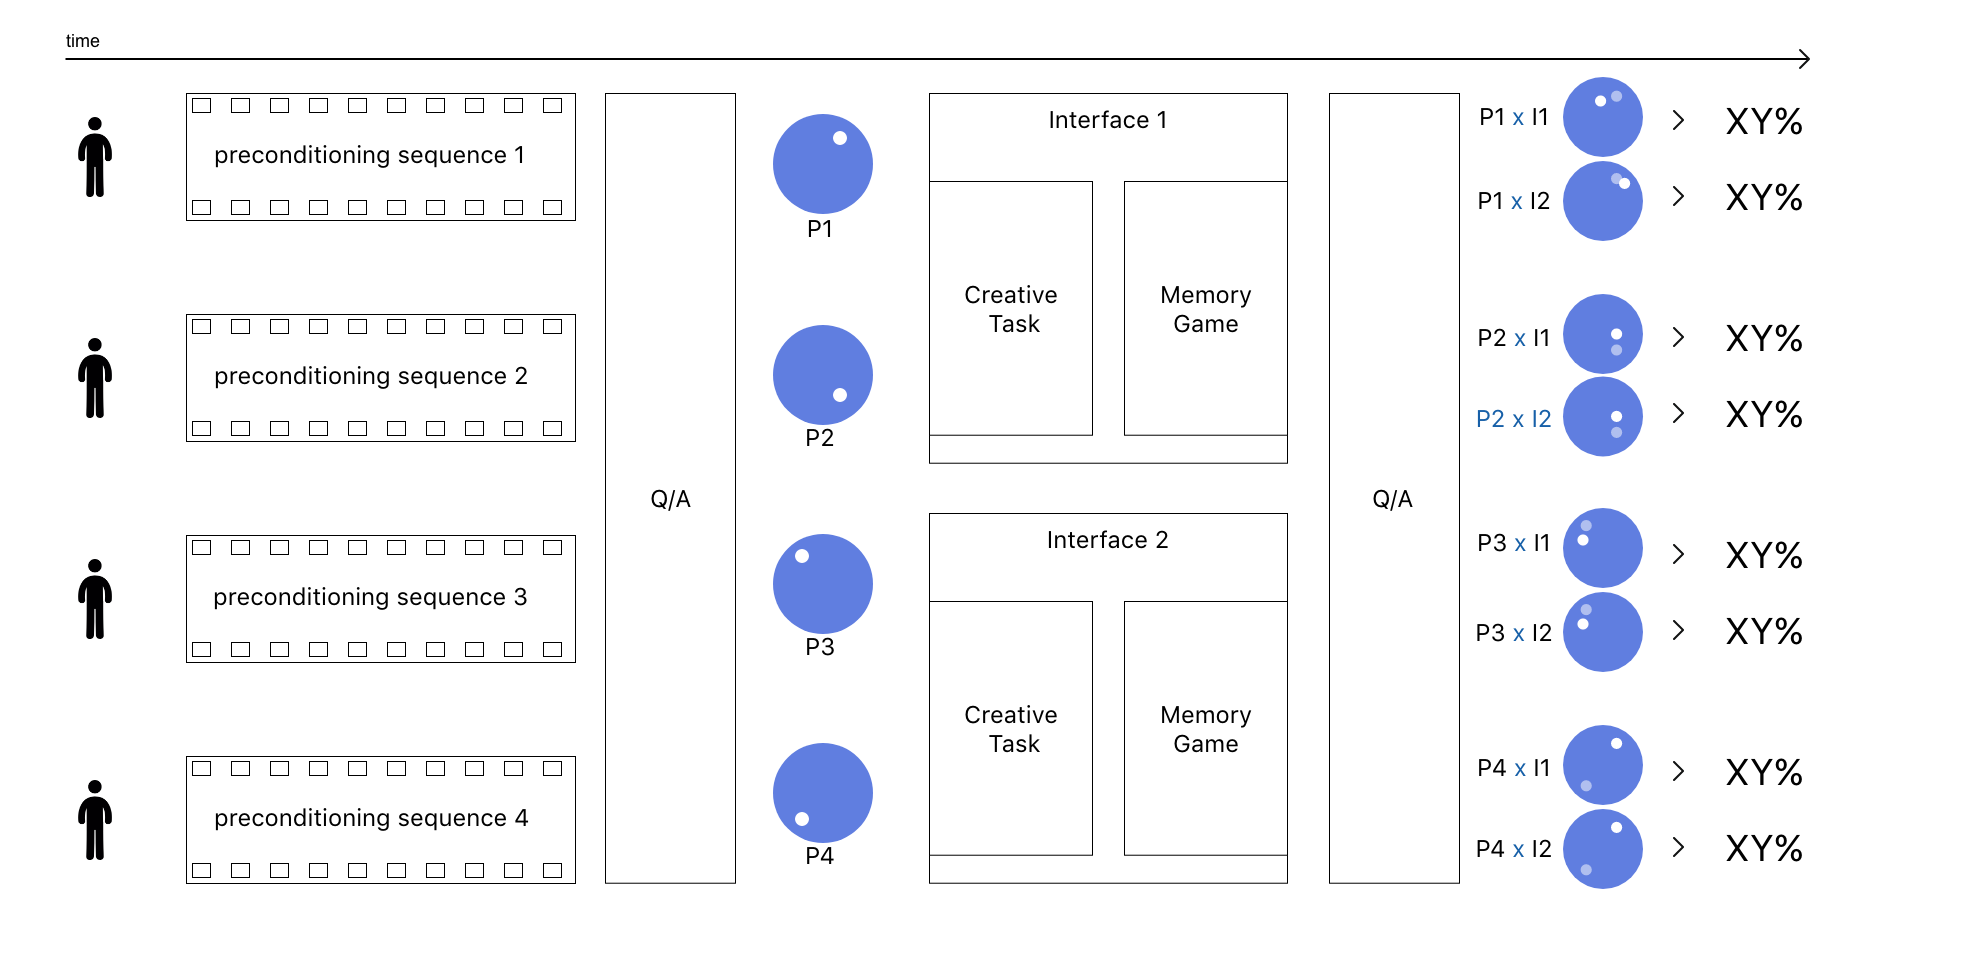 time
preconditioning sequence 1
preconditioning sequence 2
preconditioning sequence 3
preconditioning sequence 4
Q/A
P1
P2
P3
P4
Interface 1
Creative
Task
Memory
Game
Interface 2
Creative
Task
Memory
Game
Q/A
P1 x I1
XY%
P1 x I2
XY%
P2 x I1
XY%
P2 x I2
XY%
P3 x I1
XY%
P3 x I2
XY%
P4 x I1
XY%
P4 x I2
XY%